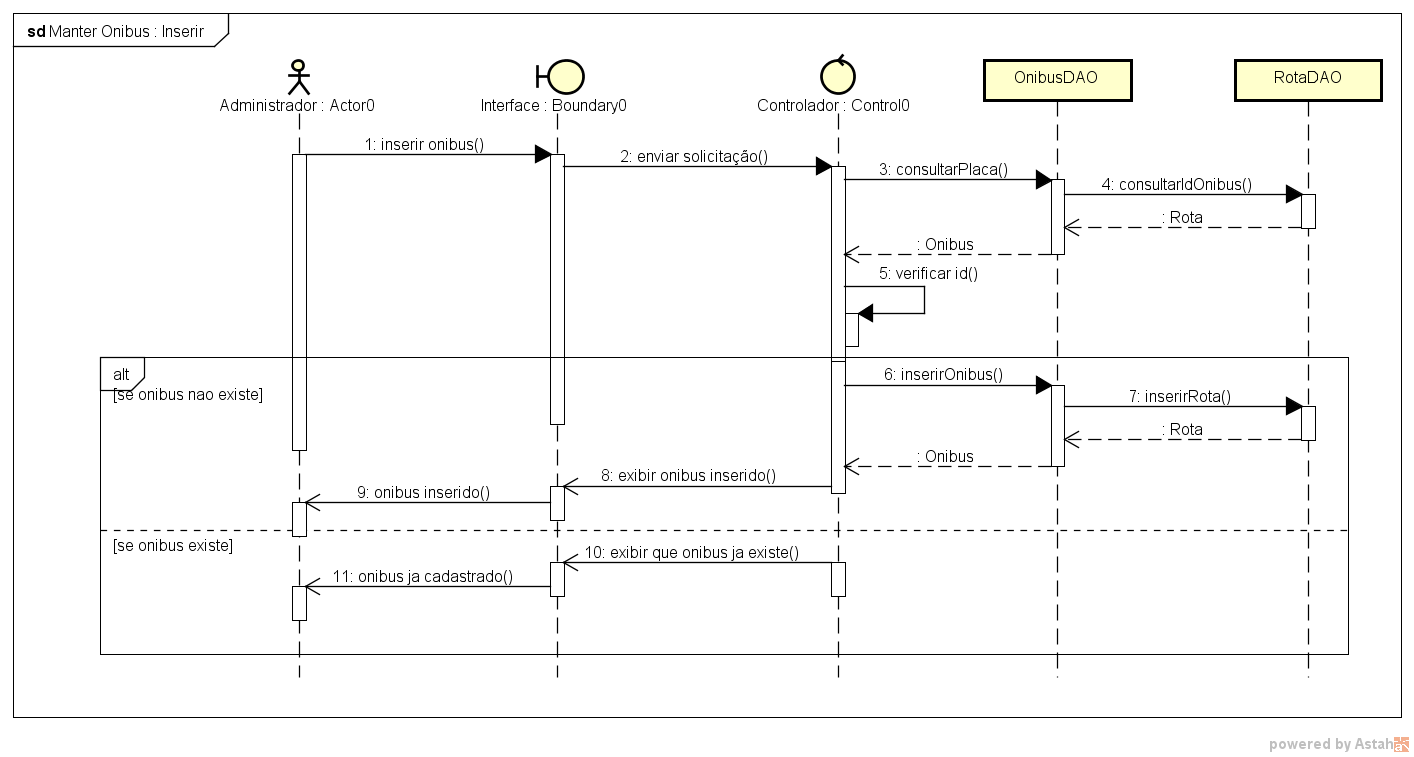 sd Manter Onibus : Inserir
Administrador : Actor0
Interface : Boundary0
Controlador : Control0
OnibusDAO
RotaDAO
1: inserir onibus()
2: enviar solicitação()
3: consultarPlaca()
4: consultarIdOnibus()
: Rota
: Onibus
5: verificar id()
alt
[se onibus nao existe]
6: inserirOnibus()
7: inserirRota()
: Rota
: Onibus
8: exibir onibus inserido()
9: onibus inserido()
[se onibus existe]
10: exibir que onibus ja existe()
11: onibus ja cadastrado()
powered by Astah